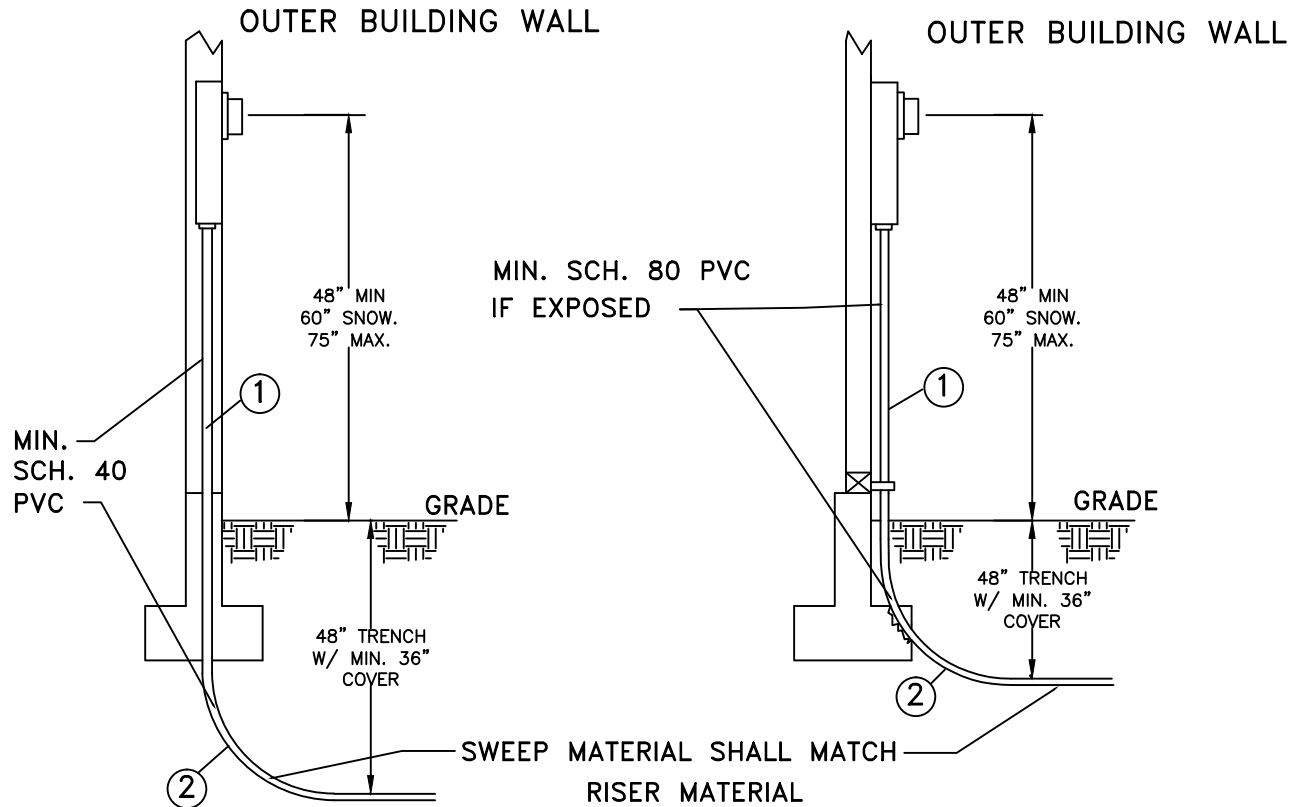 OUTER BUILDING WALL
OUTER BUILDING WALL
MIN. SCH. 80 PVC
IF EXPOSED
48” MIN
60” SNOW.
75” MAX.
48” MIN
60” SNOW.
75” MAX.
1
1
MIN.
SCH. 40
PVC
GRADE
GRADE
48” TRENCH
W/ MIN. 36”
COVER
48” TRENCH
W/ MIN. 36”
COVER
2
2
SWEEP MATERIAL SHALL MATCH
RISER MATERIAL